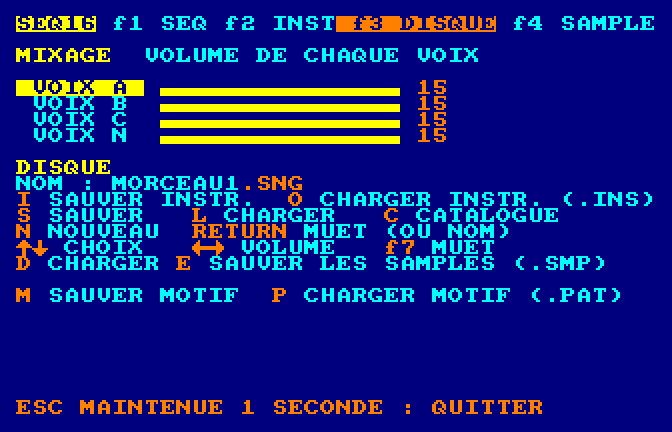 SEQ16 f1 SEQ f2 INST f3 DISQUE f4 SAMPLE
MIXAGE VOLUME DE CHAQUE VOIX
VOIX A 15
VOIX B 15
VOIX C 15
VOIX N 15
DISQUE
NOM : MORCEAU1.SNG
I SAUVER INSTR. O CHARGER INSTR. (.INS)
S SAUVER L CHARGER C CATALOGUE
N NOUVEAU RETURN MUET (OU NOM)
↑↓ CHOIX ↔ VOLUME f7 MUET
D CHARGER E SAUVER LES SAMPLES (.SMP)
M SAUVER MOTIF P CHARGER MOTIF (.PAT)
ESC MAINTENUE 1 SECONDE : QUITTER